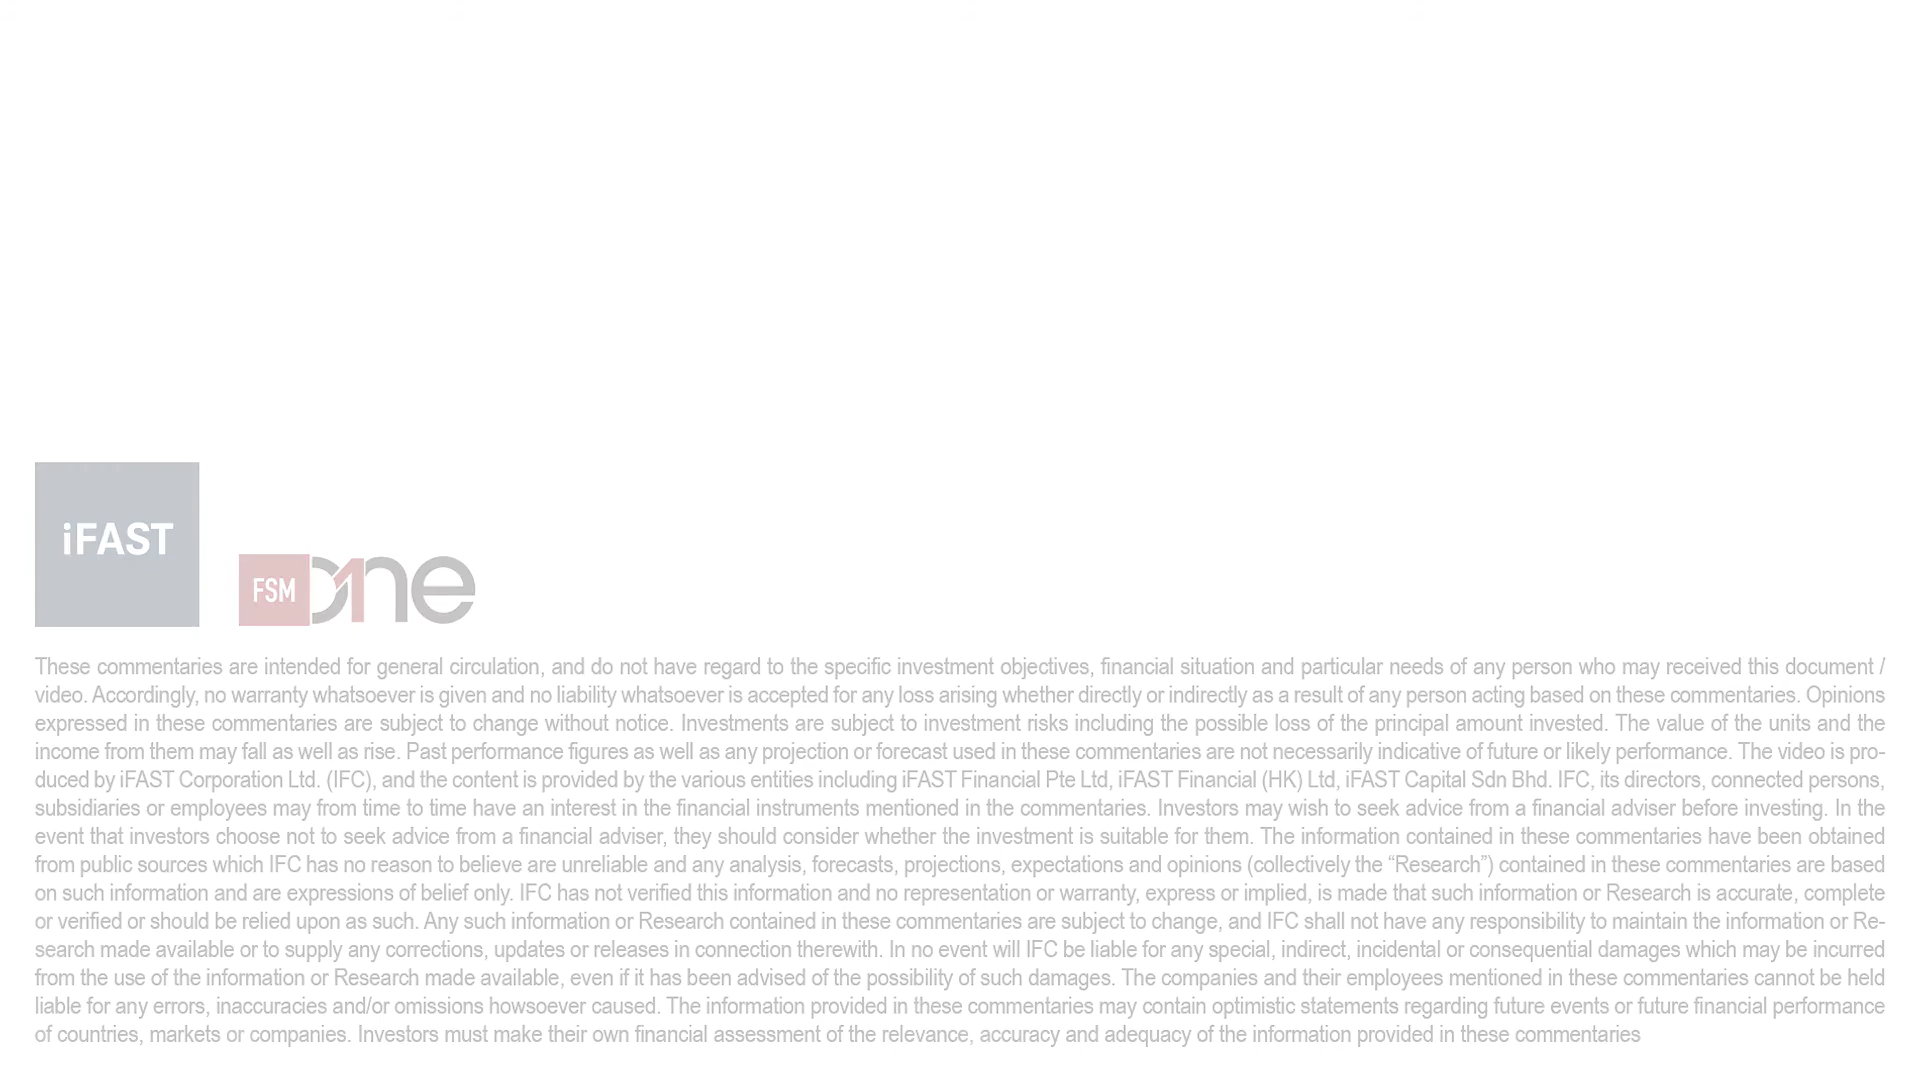 iFAST
FSM One
These commentaries are intended for general circulation, and do not have regard to the specific investment objectives, financial situation and particular needs of any person who may received this document /
video. Accordingly, no warranty whatsoever is given and no liability whatsoever is accepted for any loss arising whether directly or indirectly as a result of any person acting based on these commentaries. Opinions
expressed in these commentaries are subject to change without notice. Investments are subject to investment risks including the possible loss of the principal amount invested. The value of the units and the
income from them may fall as well as rise. Past performance figures as well as any projection or forecast used in these commentaries are not necessarily indicative of future or likely performance. The video is pro-
duced by iFAST Corporation Ltd. (IFC), and the content is provided by the various entities including iFAST Financial Pte Ltd, iFAST Financial (HK) Ltd, iFAST Capital Sdn Bhd. IFC, its directors, connected persons,
subsidiaries or employees may from time to time have an interest in the financial instruments mentioned in the commentaries. Investors may wish to seek advice from a financial adviser before investing. In the
event that investors choose not to seek advice from a financial adviser, they should consider whether the investment is suitable for them. The information contained in these commentaries have been obtained
from public sources which IFC has no reason to believe are unreliable and any analysis, forecasts, projections, expectations and opinions (collectively the “Research”) contained in these commentaries are based
on such information and are expressions of belief only. IFC has not verified this information and no representation or warranty, express or implied, is made that such information or Research is accurate, complete
or verified or should be relied upon as such. Any such information or Research contained in these commentaries are subject to change, and IFC shall not have any responsibility to maintain the information or Re-
search made available or to supply any corrections, updates or releases in connection therewith. In no event will IFC be liable for any special, indirect, incidental or consequential damages which may be incurred
from the use of the information or Research made available, even if it has been advised of the possibility of such damages. The companies and their employees mentioned in these commentaries cannot be held
liable for any errors, inaccuracies and/or omissions howsoever caused. The information provided in these commentaries may contain optimistic statements regarding future events or future financial performance
of countries, markets or companies. Investors must make their own financial assessment of the relevance, accuracy and adequacy of the information provided in these commentaries